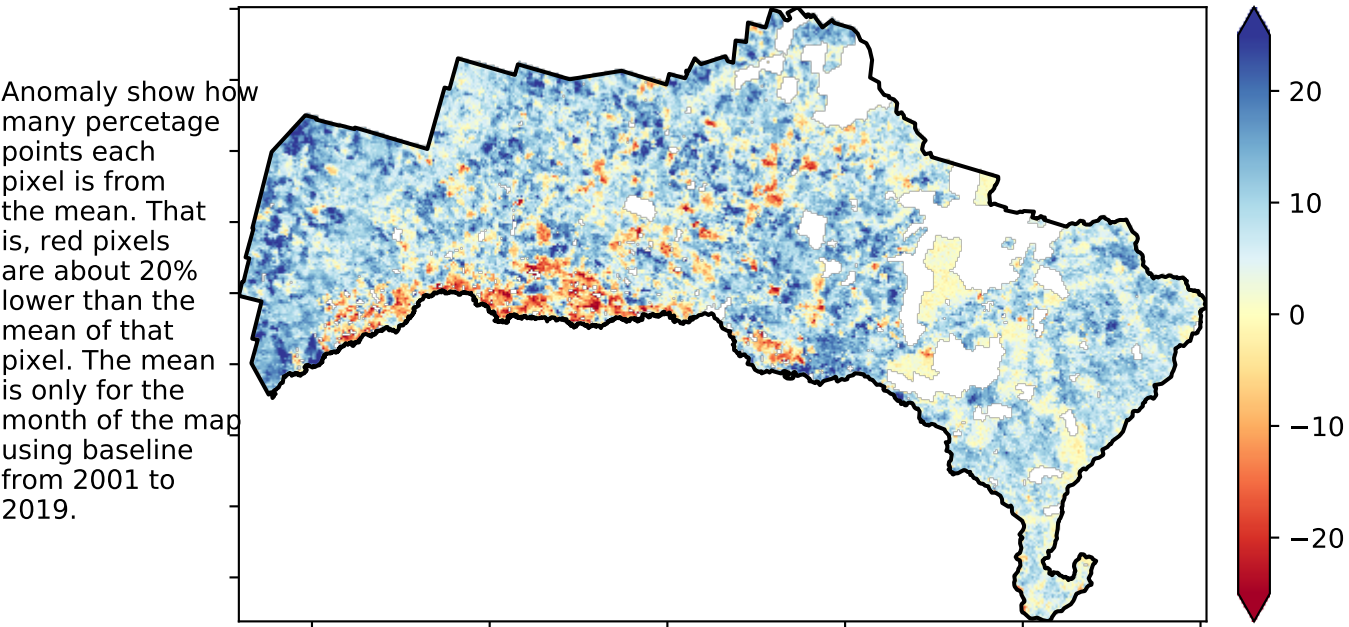 Anomaly show how
many percetage
points each
pixel is from
the mean. That
is, red pixels
are about 20%
lower than the
mean of that
pixel. The mean
is only for the
month of the map
using baseline
from 2001 to
2019.
20
10
0
−10
−20